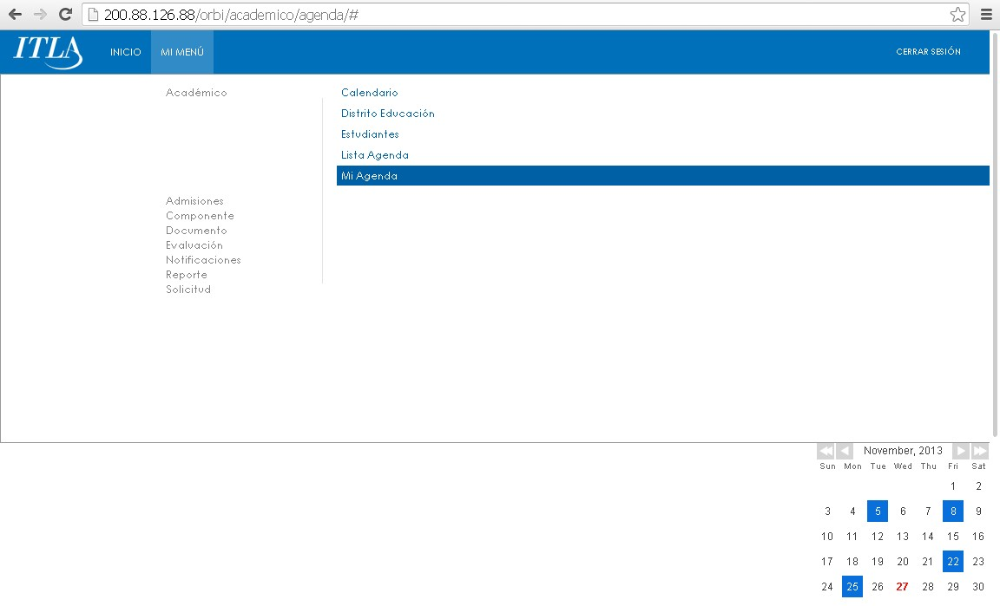 200.88.126.88/orbi/academico/agenda/#
ITLA INICIO MI MENÚ CERRAR SESIÓN
Académico
Calendario
Distrito Educación
Estudiantes
Lista Agenda
Mi Agenda
Admisiones
Componente
Documento
Evaluación
Notificaciones
Reporte
Solicitud
November, 2013
Sun Mon Tue Wed Thu Fri Sat
1 2
3 4 5 6 7 8 9
10 11 12 13 14 15 16
17 18 19 20 21 22 23
24 25 26 27 28 29 30